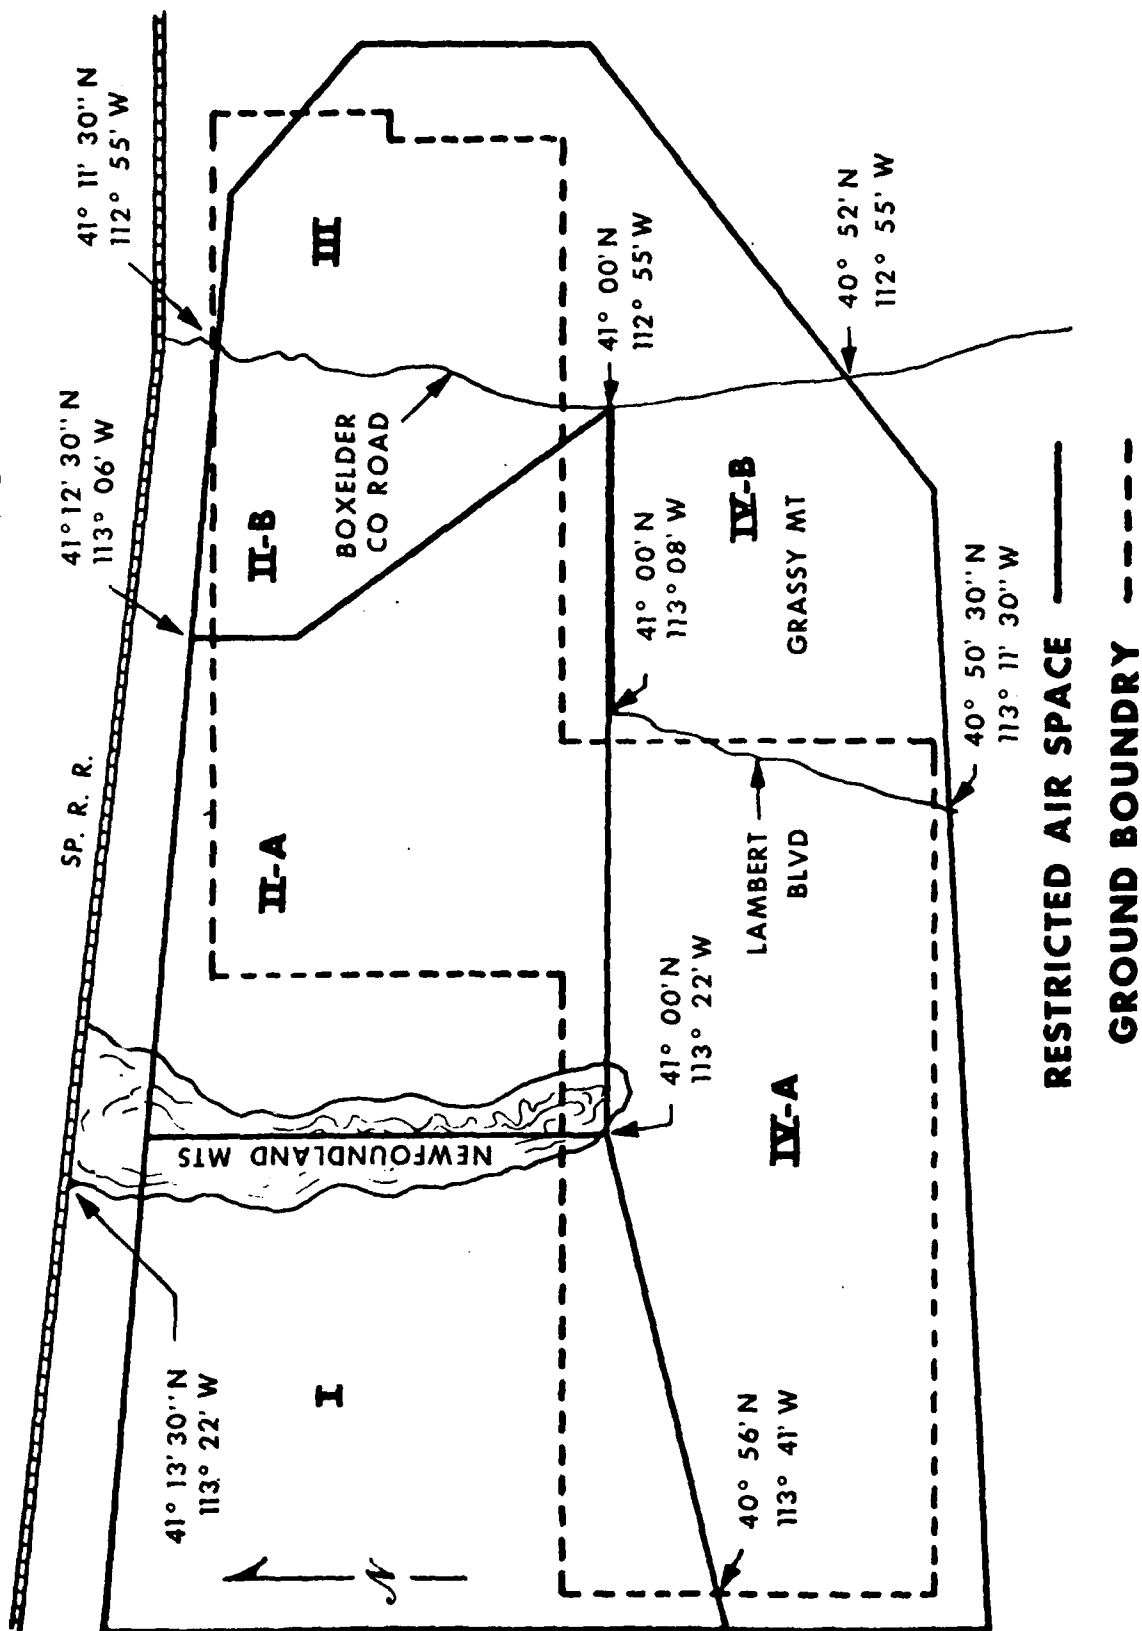 SP. R. R.
41° 13' 30" N
113° 22' W
41° 12' 30" N
113° 06' W
41° 11' 30" N
112° 55' W
I
II-A
II-B
III
NEWFOUNDLAND MTS
BOXELDER
CO ROAD
N
41° 00' N
113° 22' W
41° 00' N
113° 08' W
41° 00' N
112° 55' W
40° 56' N
113° 41' W
IV-A
LAMBERT
BLVD
IV-B
GRASSY MT
40° 52' N
112° 55' W
40° 50' 30" N
113° 11' 30" W
RESTRICTED AIR SPACE
GROUND BOUNDRY